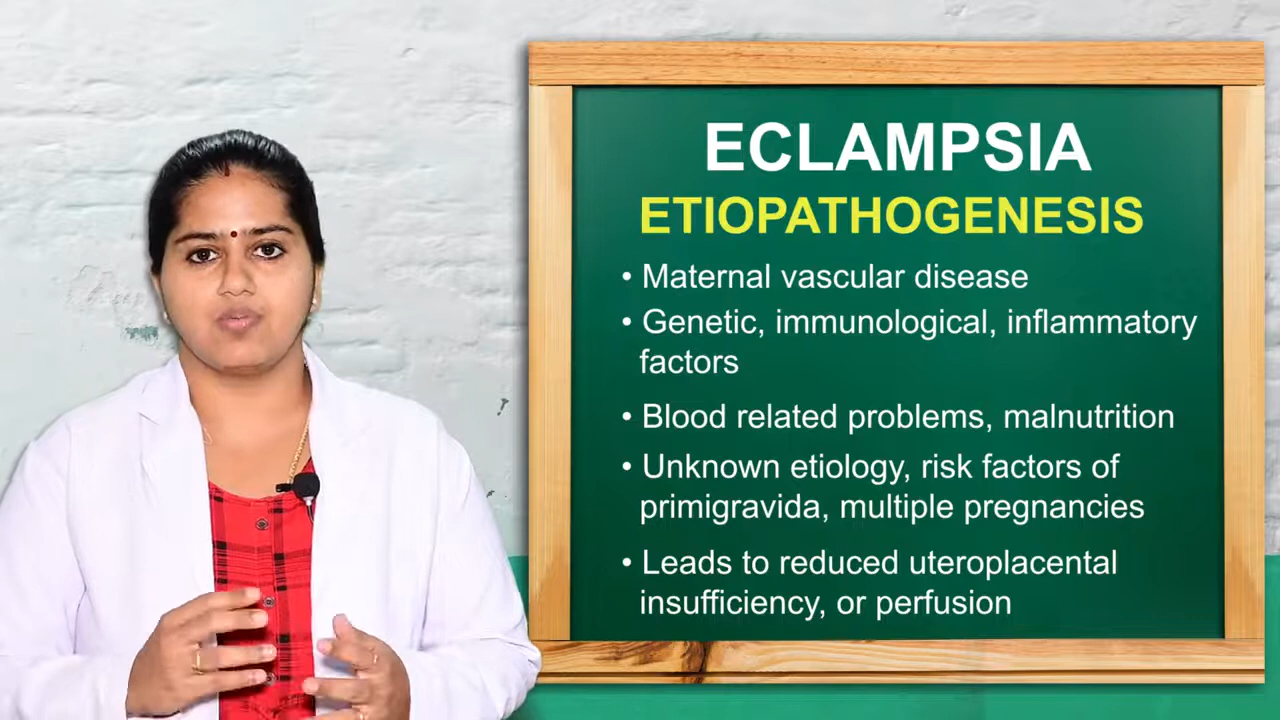 ECLAMPSIA
ETIOPATHOGENESIS
• Maternal vascular disease
• Genetic, immunological, inflammatory
factors
• Blood related problems, malnutrition
• Unknown etiology, risk factors of
primigravida, multiple pregnancies
• Leads to reduced uteroplacental
insufficiency, or perfusion